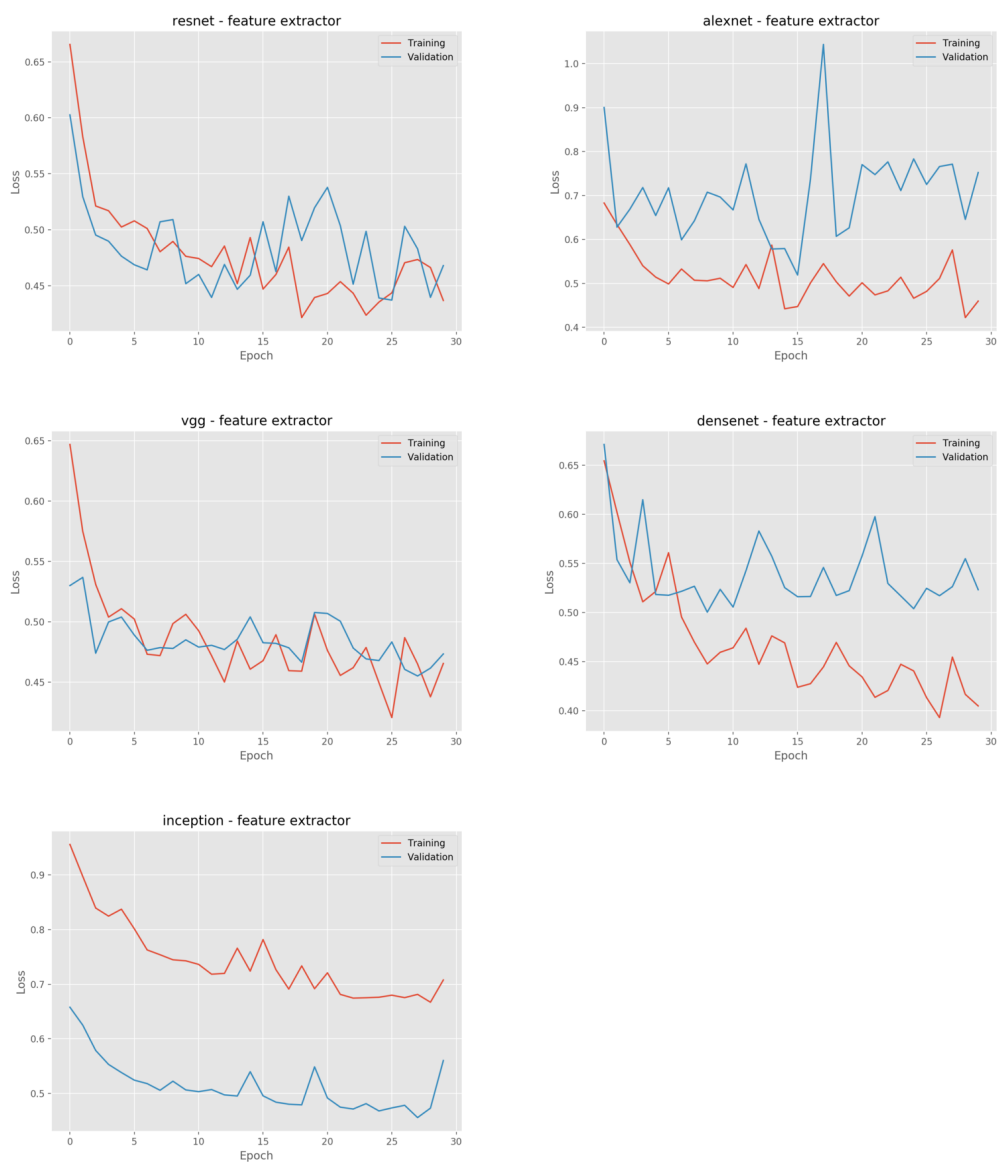 resnet - feature extractor
Training
Validation
0.65
0.60
0.55
0.50
0.45
Loss
0 5 10 15 20 25 30
Epoch
alexnet - feature extractor
Training
Validation
1.0
0.9
0.8
0.7
0.6
0.5
0.4
Loss
0 5 10 15 20 25 30
Epoch
vgg - feature extractor
Training
Validation
0.65
0.60
0.55
0.50
0.45
Loss
0 5 10 15 20 25 30
Epoch
densenet - feature extractor
Training
Validation
0.65
0.60
0.55
0.50
0.45
0.40
Loss
0 5 10 15 20 25 30
Epoch
inception - feature extractor
Training
Validation
0.9
0.8
0.7
0.6
0.5
Loss
0 5 10 15 20 25 30
Epoch